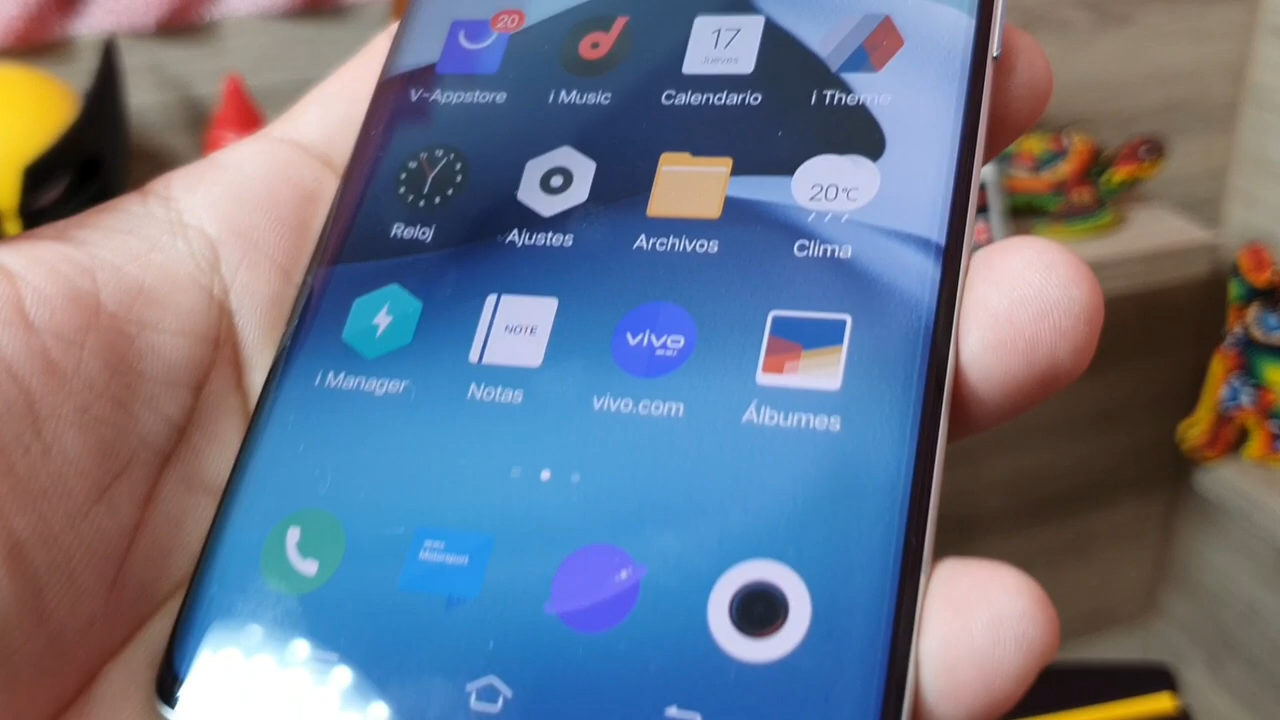 20
V-Appstore
i Music
17
Jueves
Calendario
i Theme
Reloj
Ajustes
Archivos
20°C
Clima
i Manager
NOTE
Notas
vivo
vivo.com
Álbumes